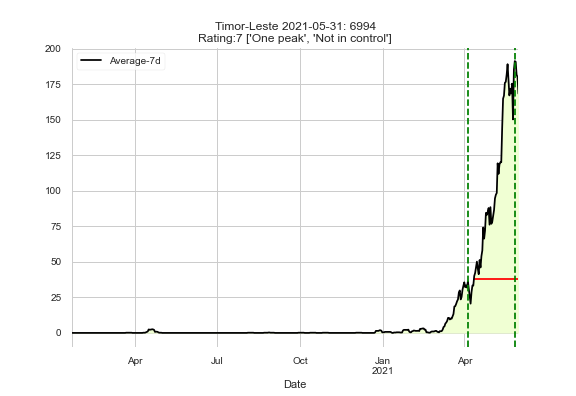 Timor-Leste 2021-05-31: 6994
Rating:7 ['One peak', 'Not in control']
200
Average-7d
175
150
125
100
75
50
25
0
Apr Jul Oct Jan Apr
2021
Date